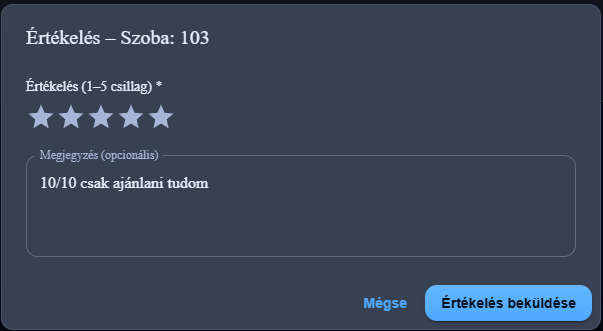 Értékelés – Szoba: 103
Értékelés (1–5 csillag) *
Megjegyzés (opcionális)
10/10 csak ajánlani tudom
Mégse
Értékelés beküldése